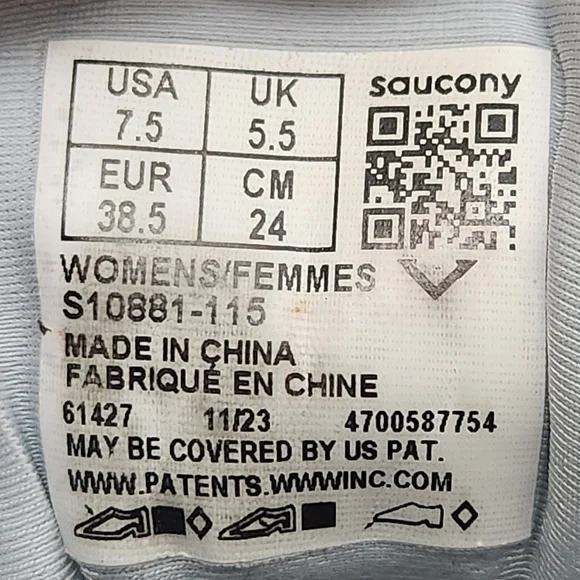 USA UK saucony
7.5 5.5
EUR CM
38.5 24
WOMENS/FEMMES
S10881-115
MADE IN CHINA
FABRIQUÉ EN CHINE
61427 11/23 4700587754
MAY BE COVERED BY US PAT.
WWW.PATENTS.WWWINC.COM